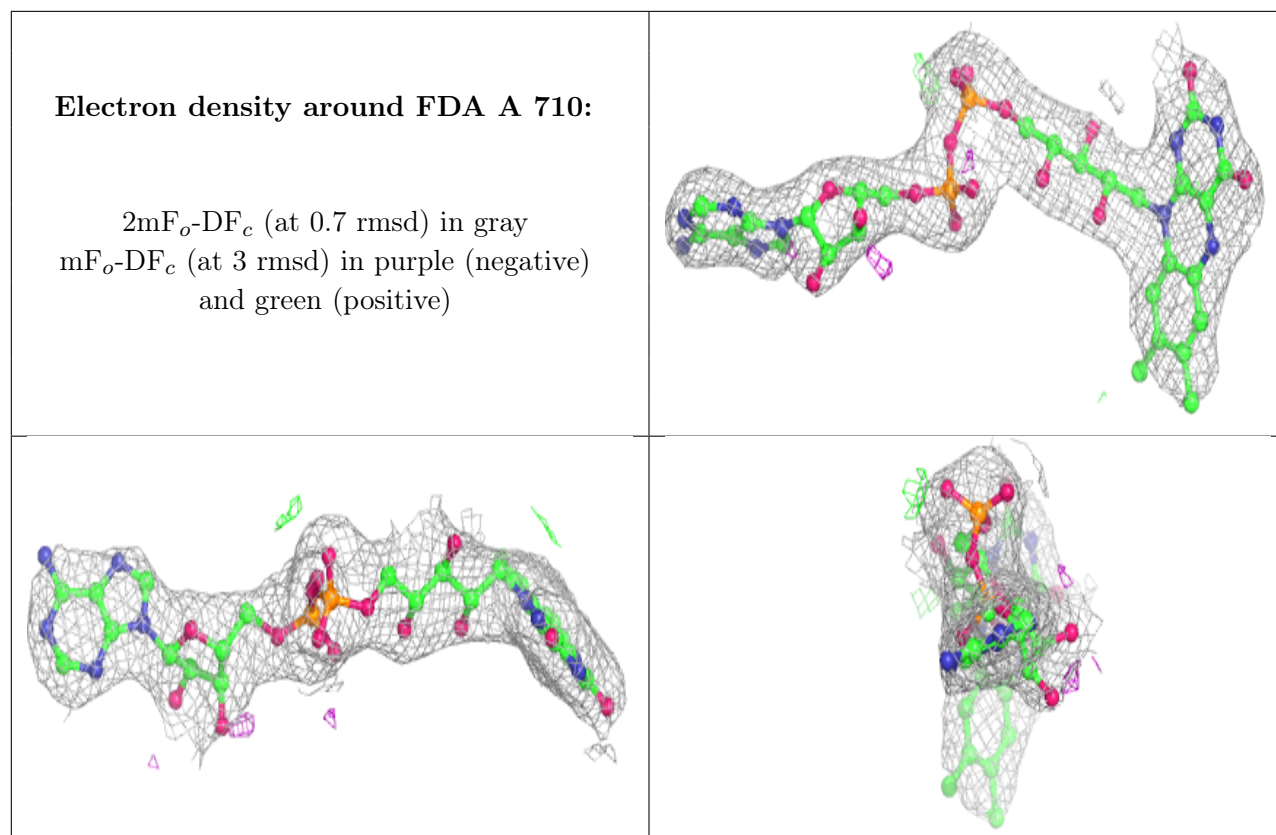 Electron density around FDA A 710:
2mFo-DFc (at 0.7 rmsd) in gray
mFo-DFc (at 3 rmsd) in purple (negative)
and green (positive)